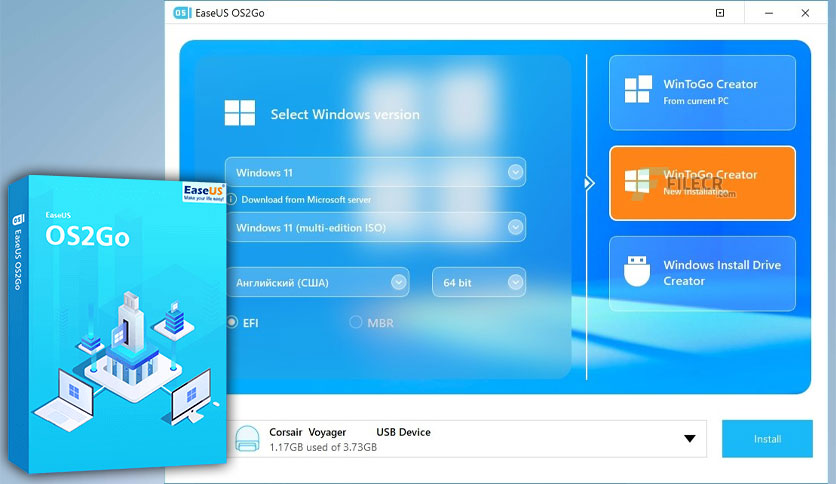 OS
EaseUS OS2Go
Select Windows version
Windows 11
Download from Microsoft server
Windows 11 (multi-edition ISO)
Английский (США)
64 bit
EFI
MBR
WinToGo Creator
From current PC
WinToGo Creator
New Installation
FILECR
.com
Windows Install Drive
Creator
Corsair Voyager USB Device
1.17GB used of 3.73GB
Install
EaseUS®
Make your life easy!
EaseUS
OS2Go
OS
EaseUS OS2Go